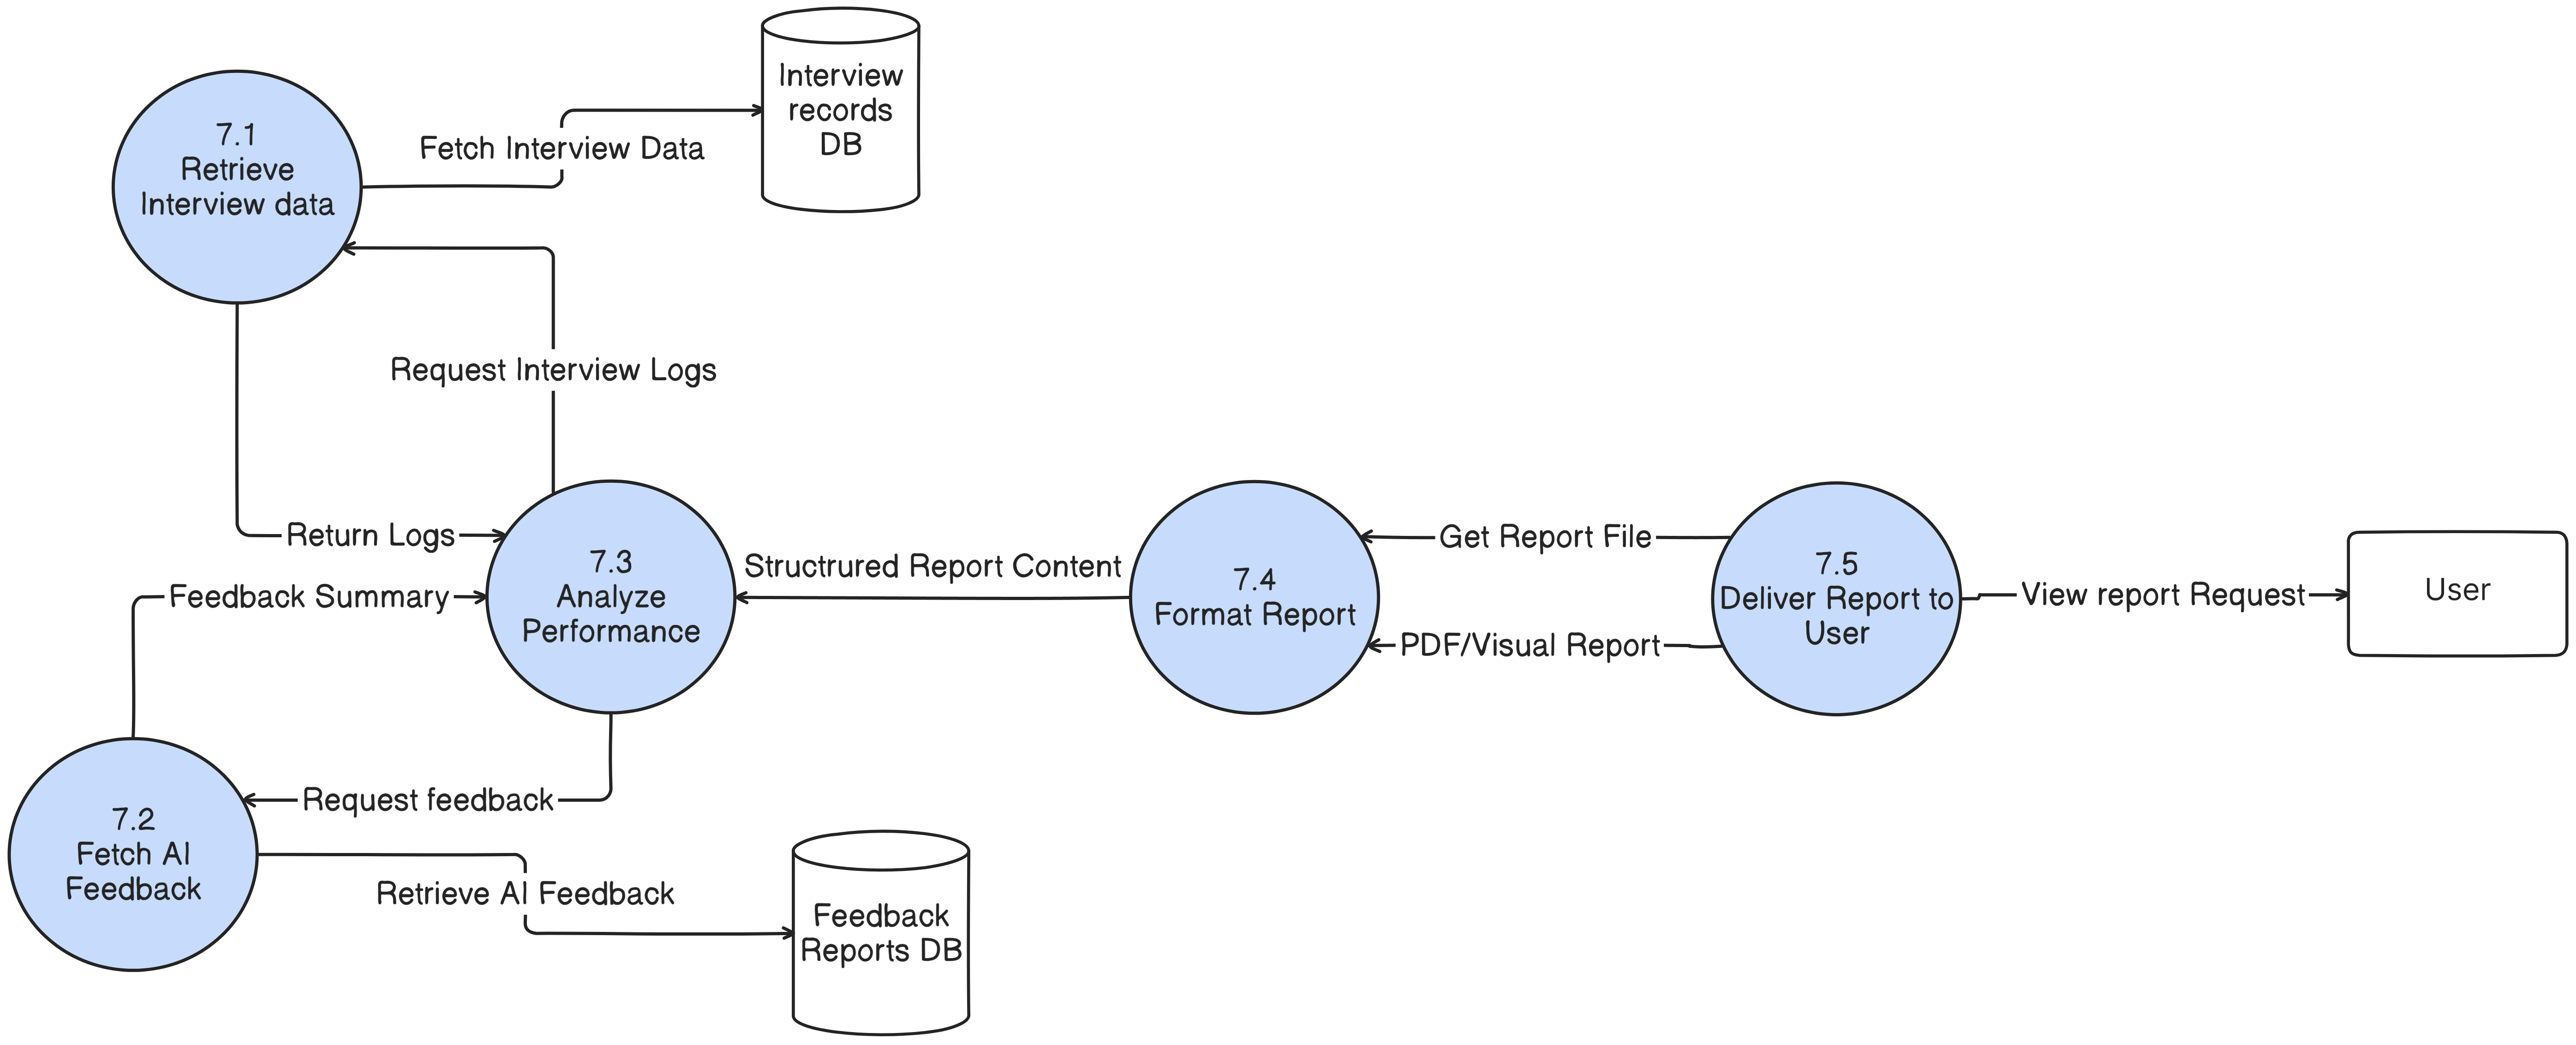 Interview
records
DB
7.1
Retrieve
Interview data
Fetch Interview Data
Request Interview Logs
Return Logs
7.3
Analyze
Performance
Feedback Summary
Structrured Report Content
7.4
Format Report
Get Report File
PDF/Visual Report
7.5
Deliver Report to
User
View report Request
User
Request feedback
7.2
Fetch AI
Feedback
Retrieve AI Feedback
Feedback
Reports DB